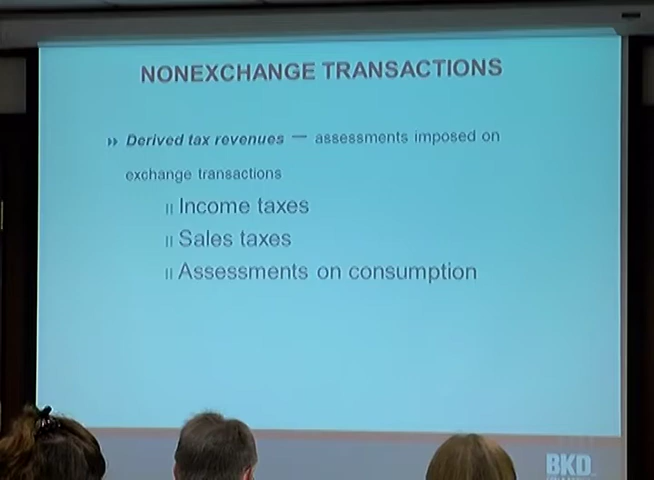 NONEXCHANGE TRANSACTIONS
Derived tax revenues — assessments imposed on
exchange transactions
Income taxes
Sales taxes
Assessments on consumption
BKD